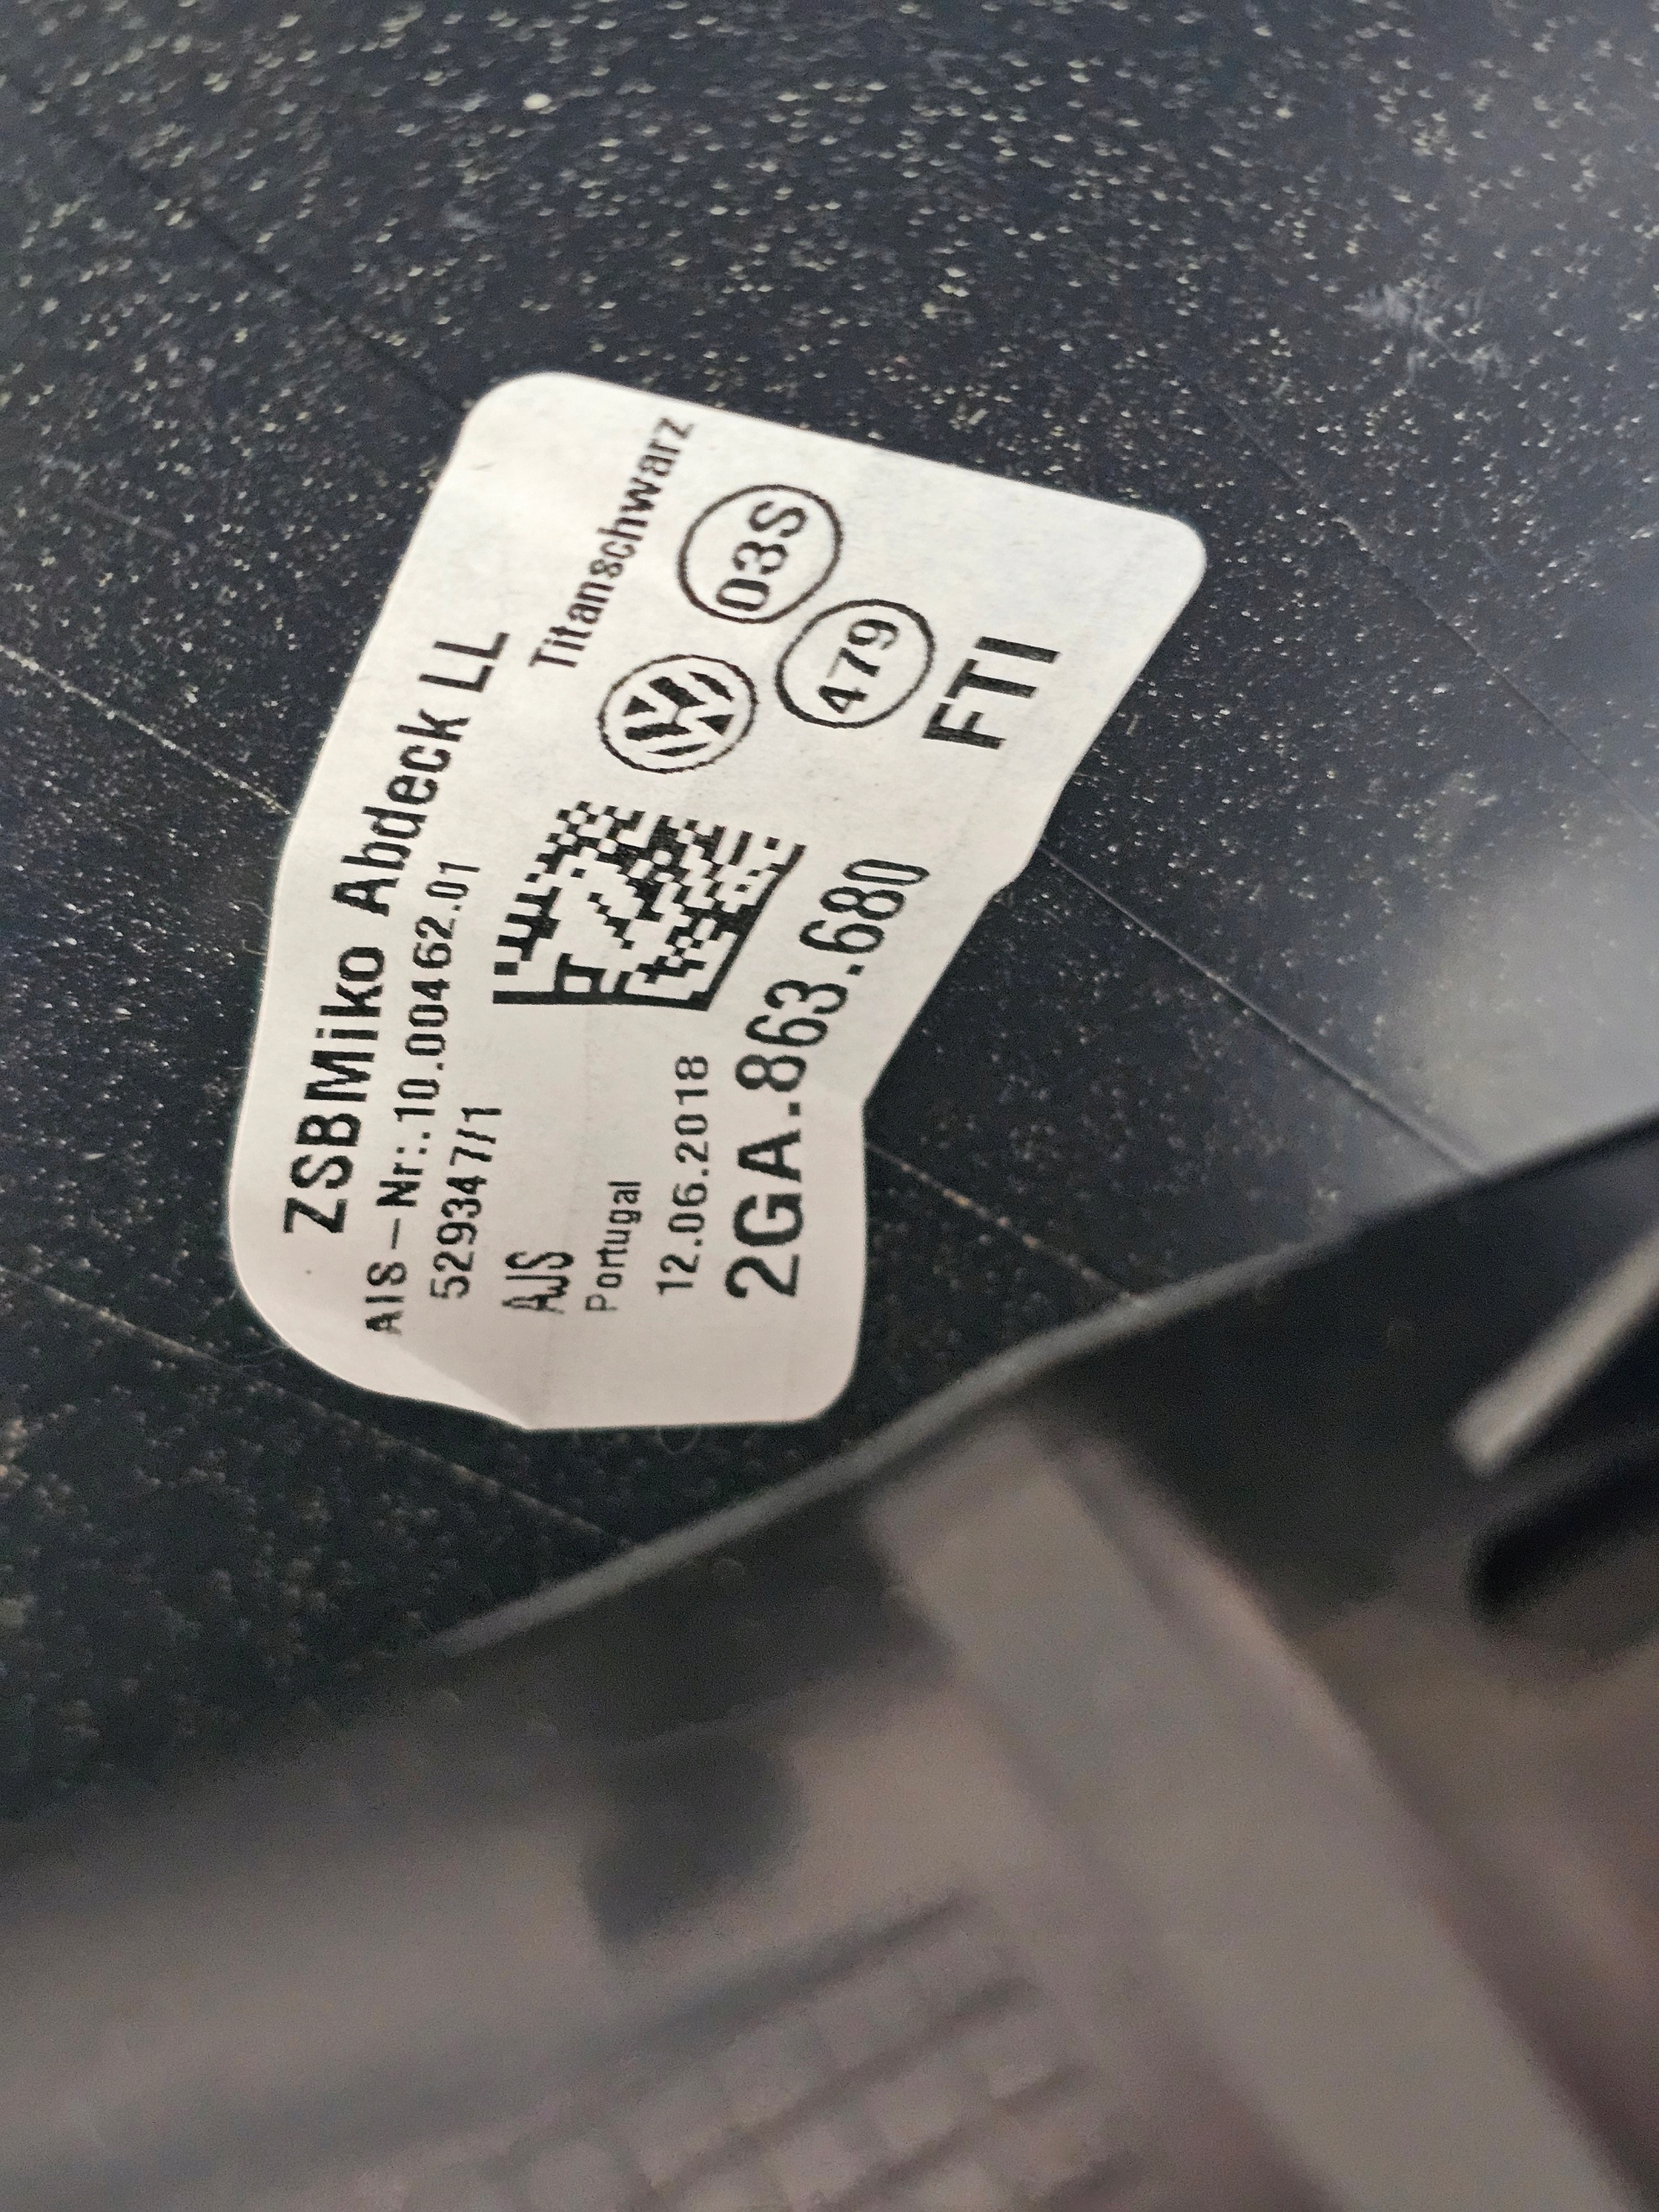 ZSBMiko Abdeck LL
AIS-Nr:.10.00462.01
529347/1
Titanschwarz
AJS
Portugal
12.06.2018
VW
03S
479
2GA.863.680
FTI